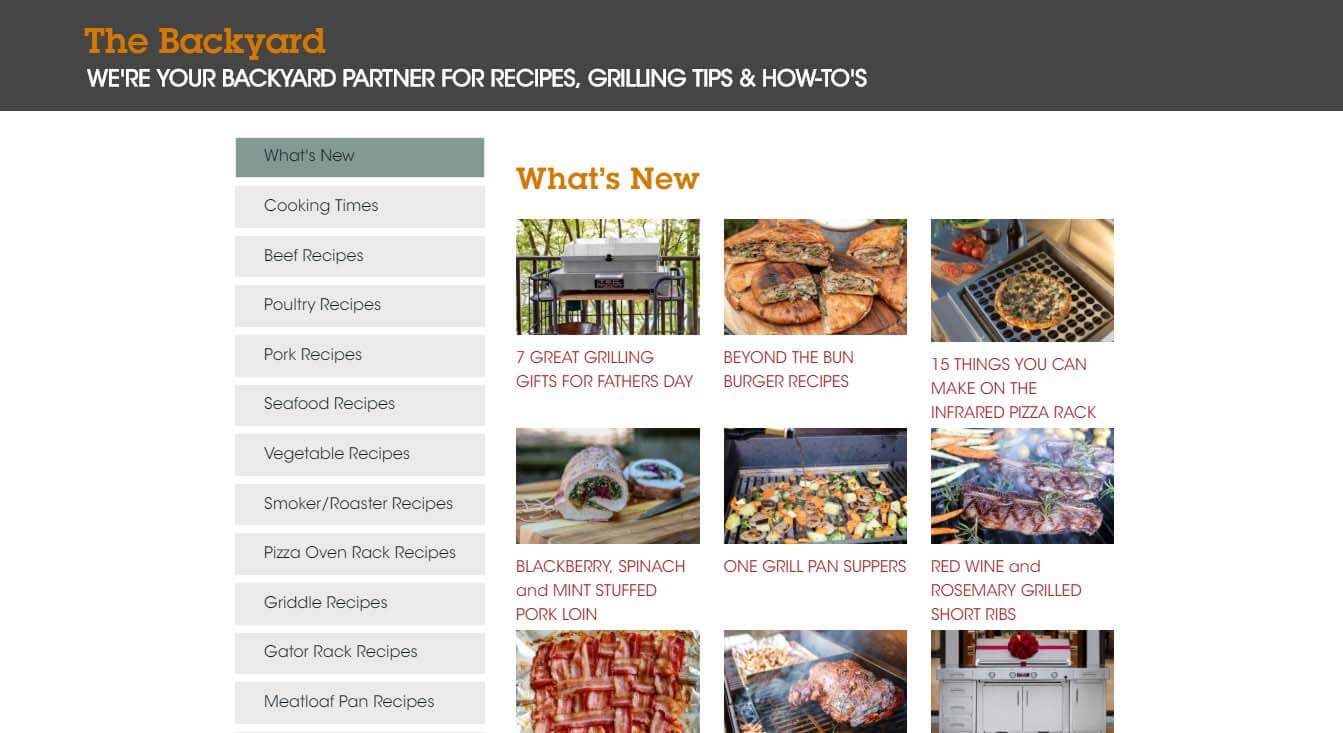 The Backyard
WE'RE YOUR BACKYARD PARTNER FOR RECIPES, GRILLING TIPS & HOW-TO'S
What's New
Cooking Times
Beef Recipes
Poultry Recipes
Pork Recipes
Seafood Recipes
Vegetable Recipes
Smoker/Roaster Recipes
Pizza Oven Rack Recipes
Griddle Recipes
Gator Rack Recipes
Meatloaf Pan Recipes
What's New
7 GREAT GRILLING
GIFTS FOR FATHERS DAY
BEYOND THE BUN
BURGER RECIPES
15 THINGS YOU CAN
MAKE ON THE
INFRARED PIZZA RACK
BLACKBERRY, SPINACH
and MINT STUFFED
PORK LOIN
ONE GRILL PAN SUPPERS
RED WINE and
ROSEMARY GRILLED
SHORT RIBS